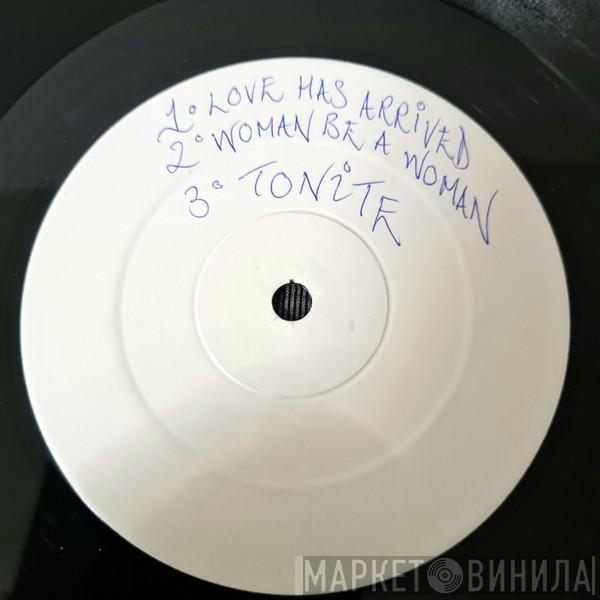 1° LOVE HAS ARRIVED
2° WOMAN BE A WOMAN
3° TONITE
МАРКЕТ ВИНИЛА